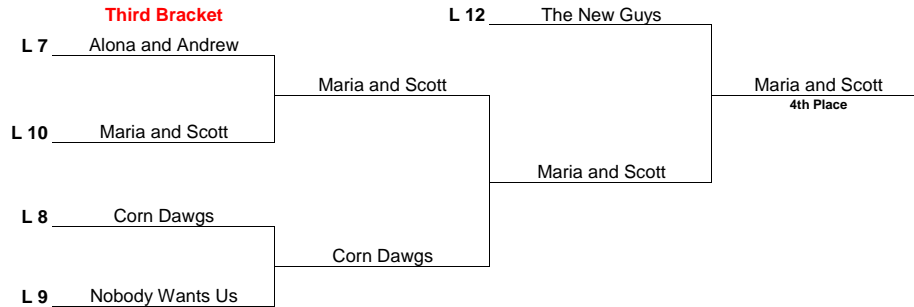 Third Bracket
L 12 The New Guys
L 7 Alona and Andrew
Maria and Scott
Maria and Scott
4th Place
L 10 Maria and Scott
Maria and Scott
L 8 Corn Dawgs
Corn Dawgs
L 9 Nobody Wants Us